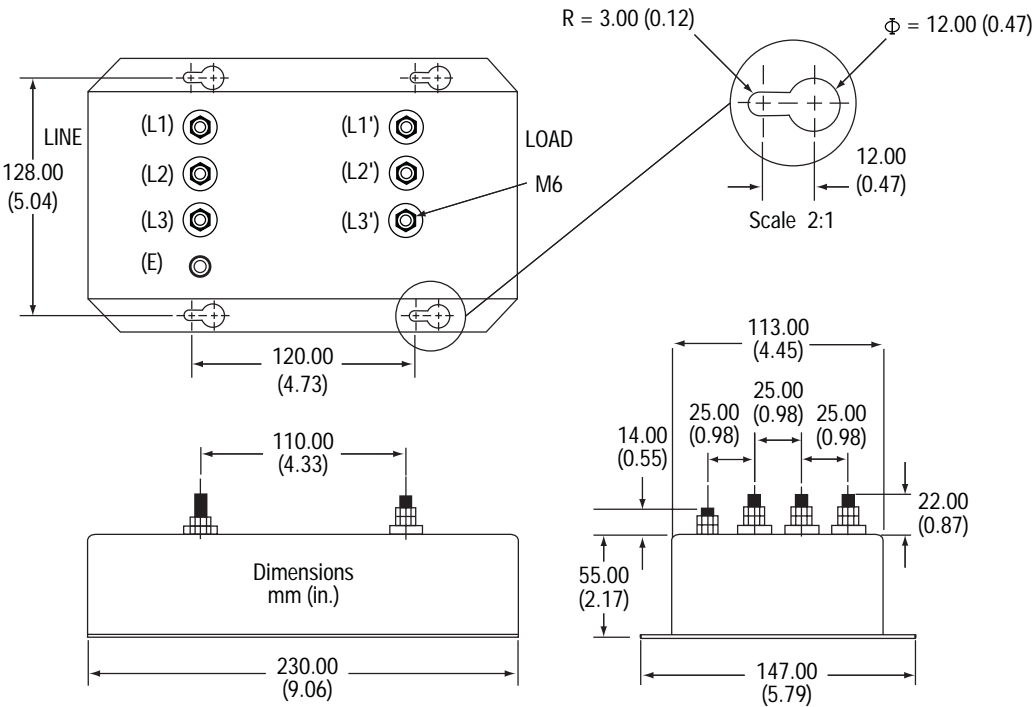 R = 3.00 (0.12)
Φ = 12.00 (0.47)
LINE
(L1)
(L1')
LOAD
128.00
(5.04)
(L2)
(L2')
M6
(L3)
(L3')
(E)
12.00
(0.47)
Scale 2:1
120.00
(4.73)
110.00
(4.33)
Dimensions
mm (in.)
230.00
(9.06)
113.00
(4.45)
25.00
(0.98)
25.00
(0.98)
25.00
(0.98)
14.00
(0.55)
22.00
(0.87)
55.00
(2.17)
147.00
(5.79)